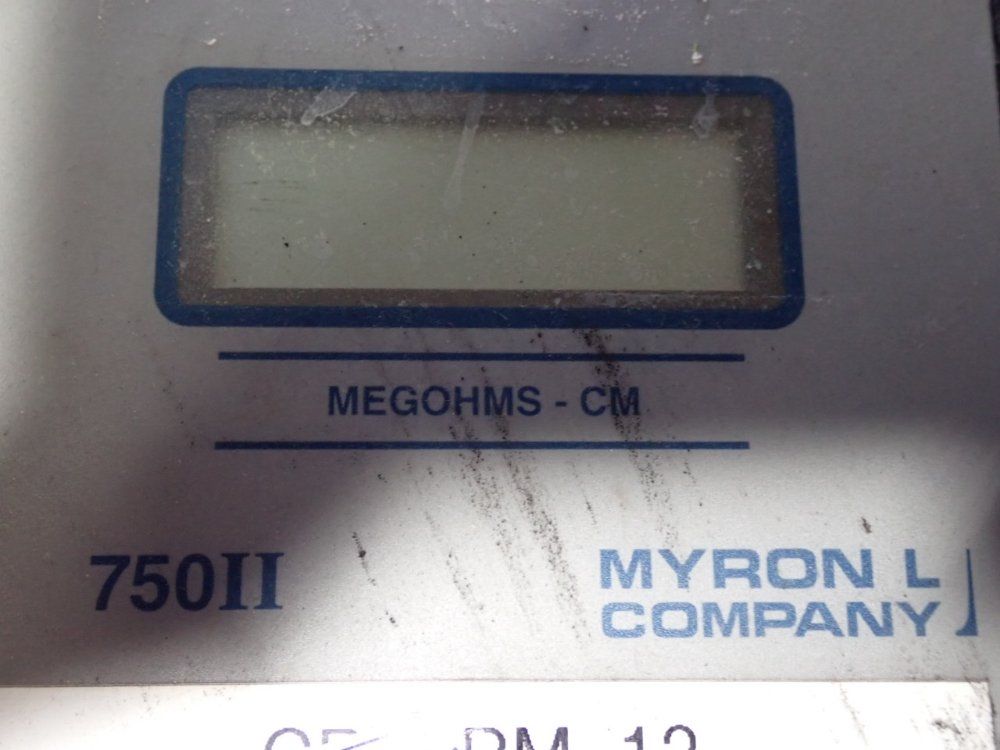 MEGOHMS - CM
750II
MYRON L
COMPANY